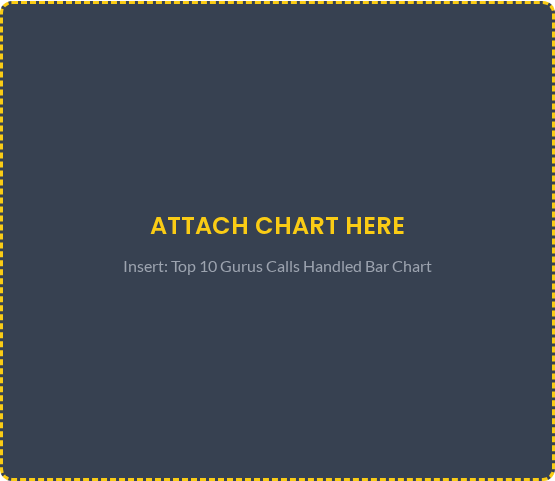 ATTACH CHART HERE
Insert: Top 10 Gurus Calls Handled Bar Chart